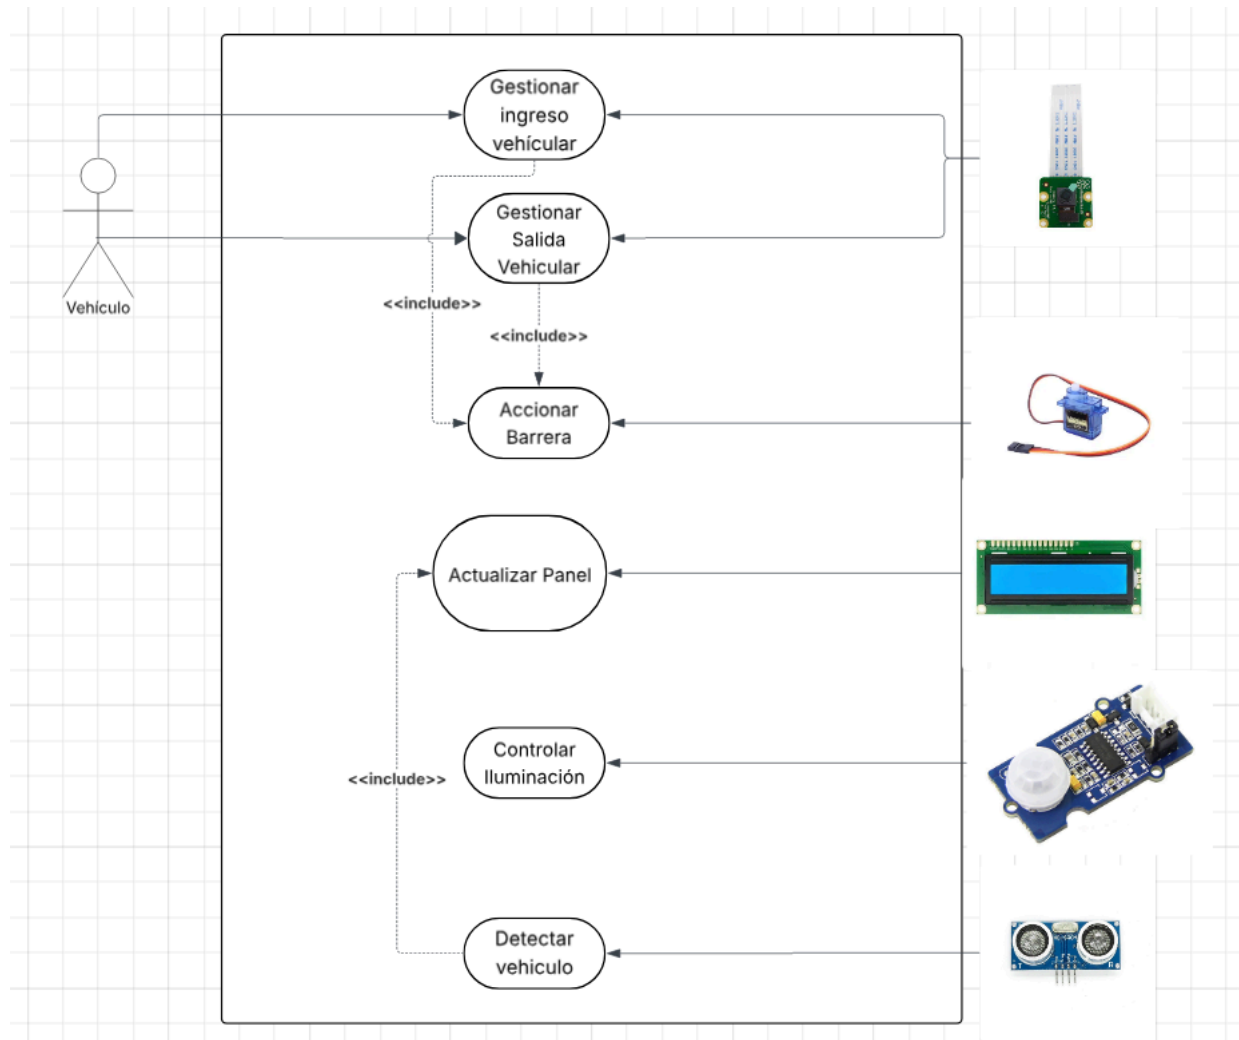 Gestionar
ingreso
vehícular
Gestionar
Salida
Vehicular
Vehículo
<<include>>
<<include>>
Accionar
Barrera
Actualizar Panel
Controlar
Iluminación
<<include>>
Detectar
vehiculo